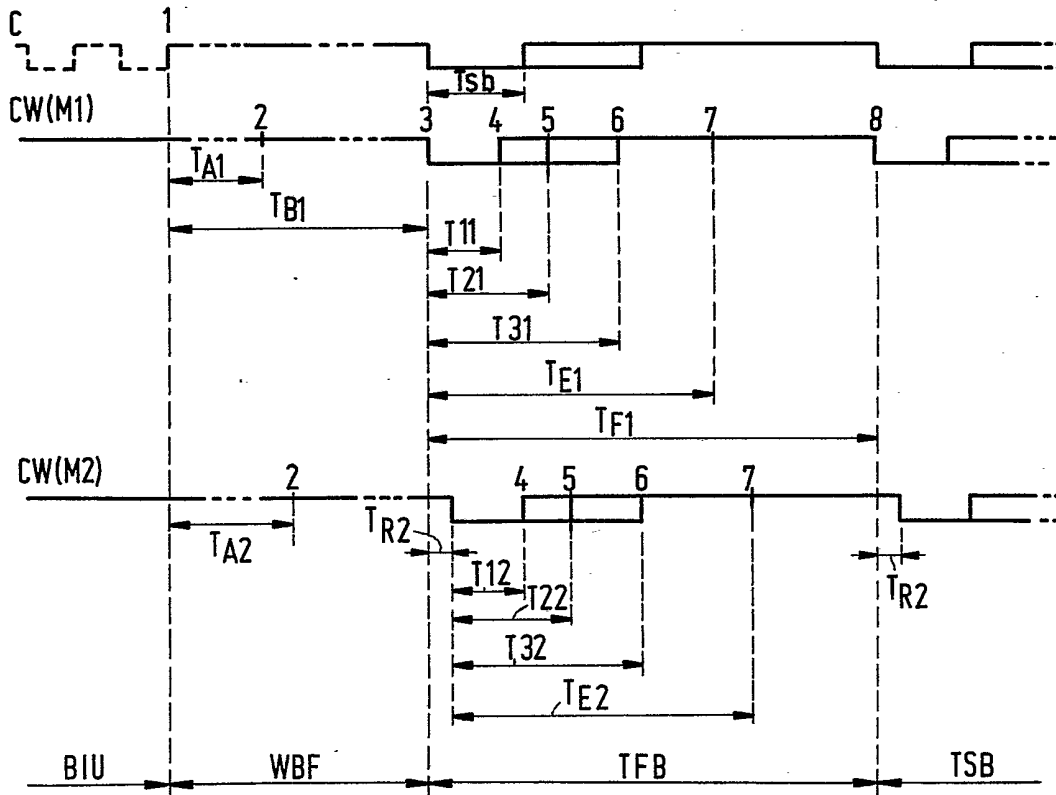 C 1
Tsb
CW(M1)
2 3 4 5 6 7 8
TA1
TB1
T11
T21
T31
TE1
TF1
CW(M2)
2 4 5 6 7
TA2 TR2 TR2
T12
T22
T32
TE2
BIU WBF TFB TSB